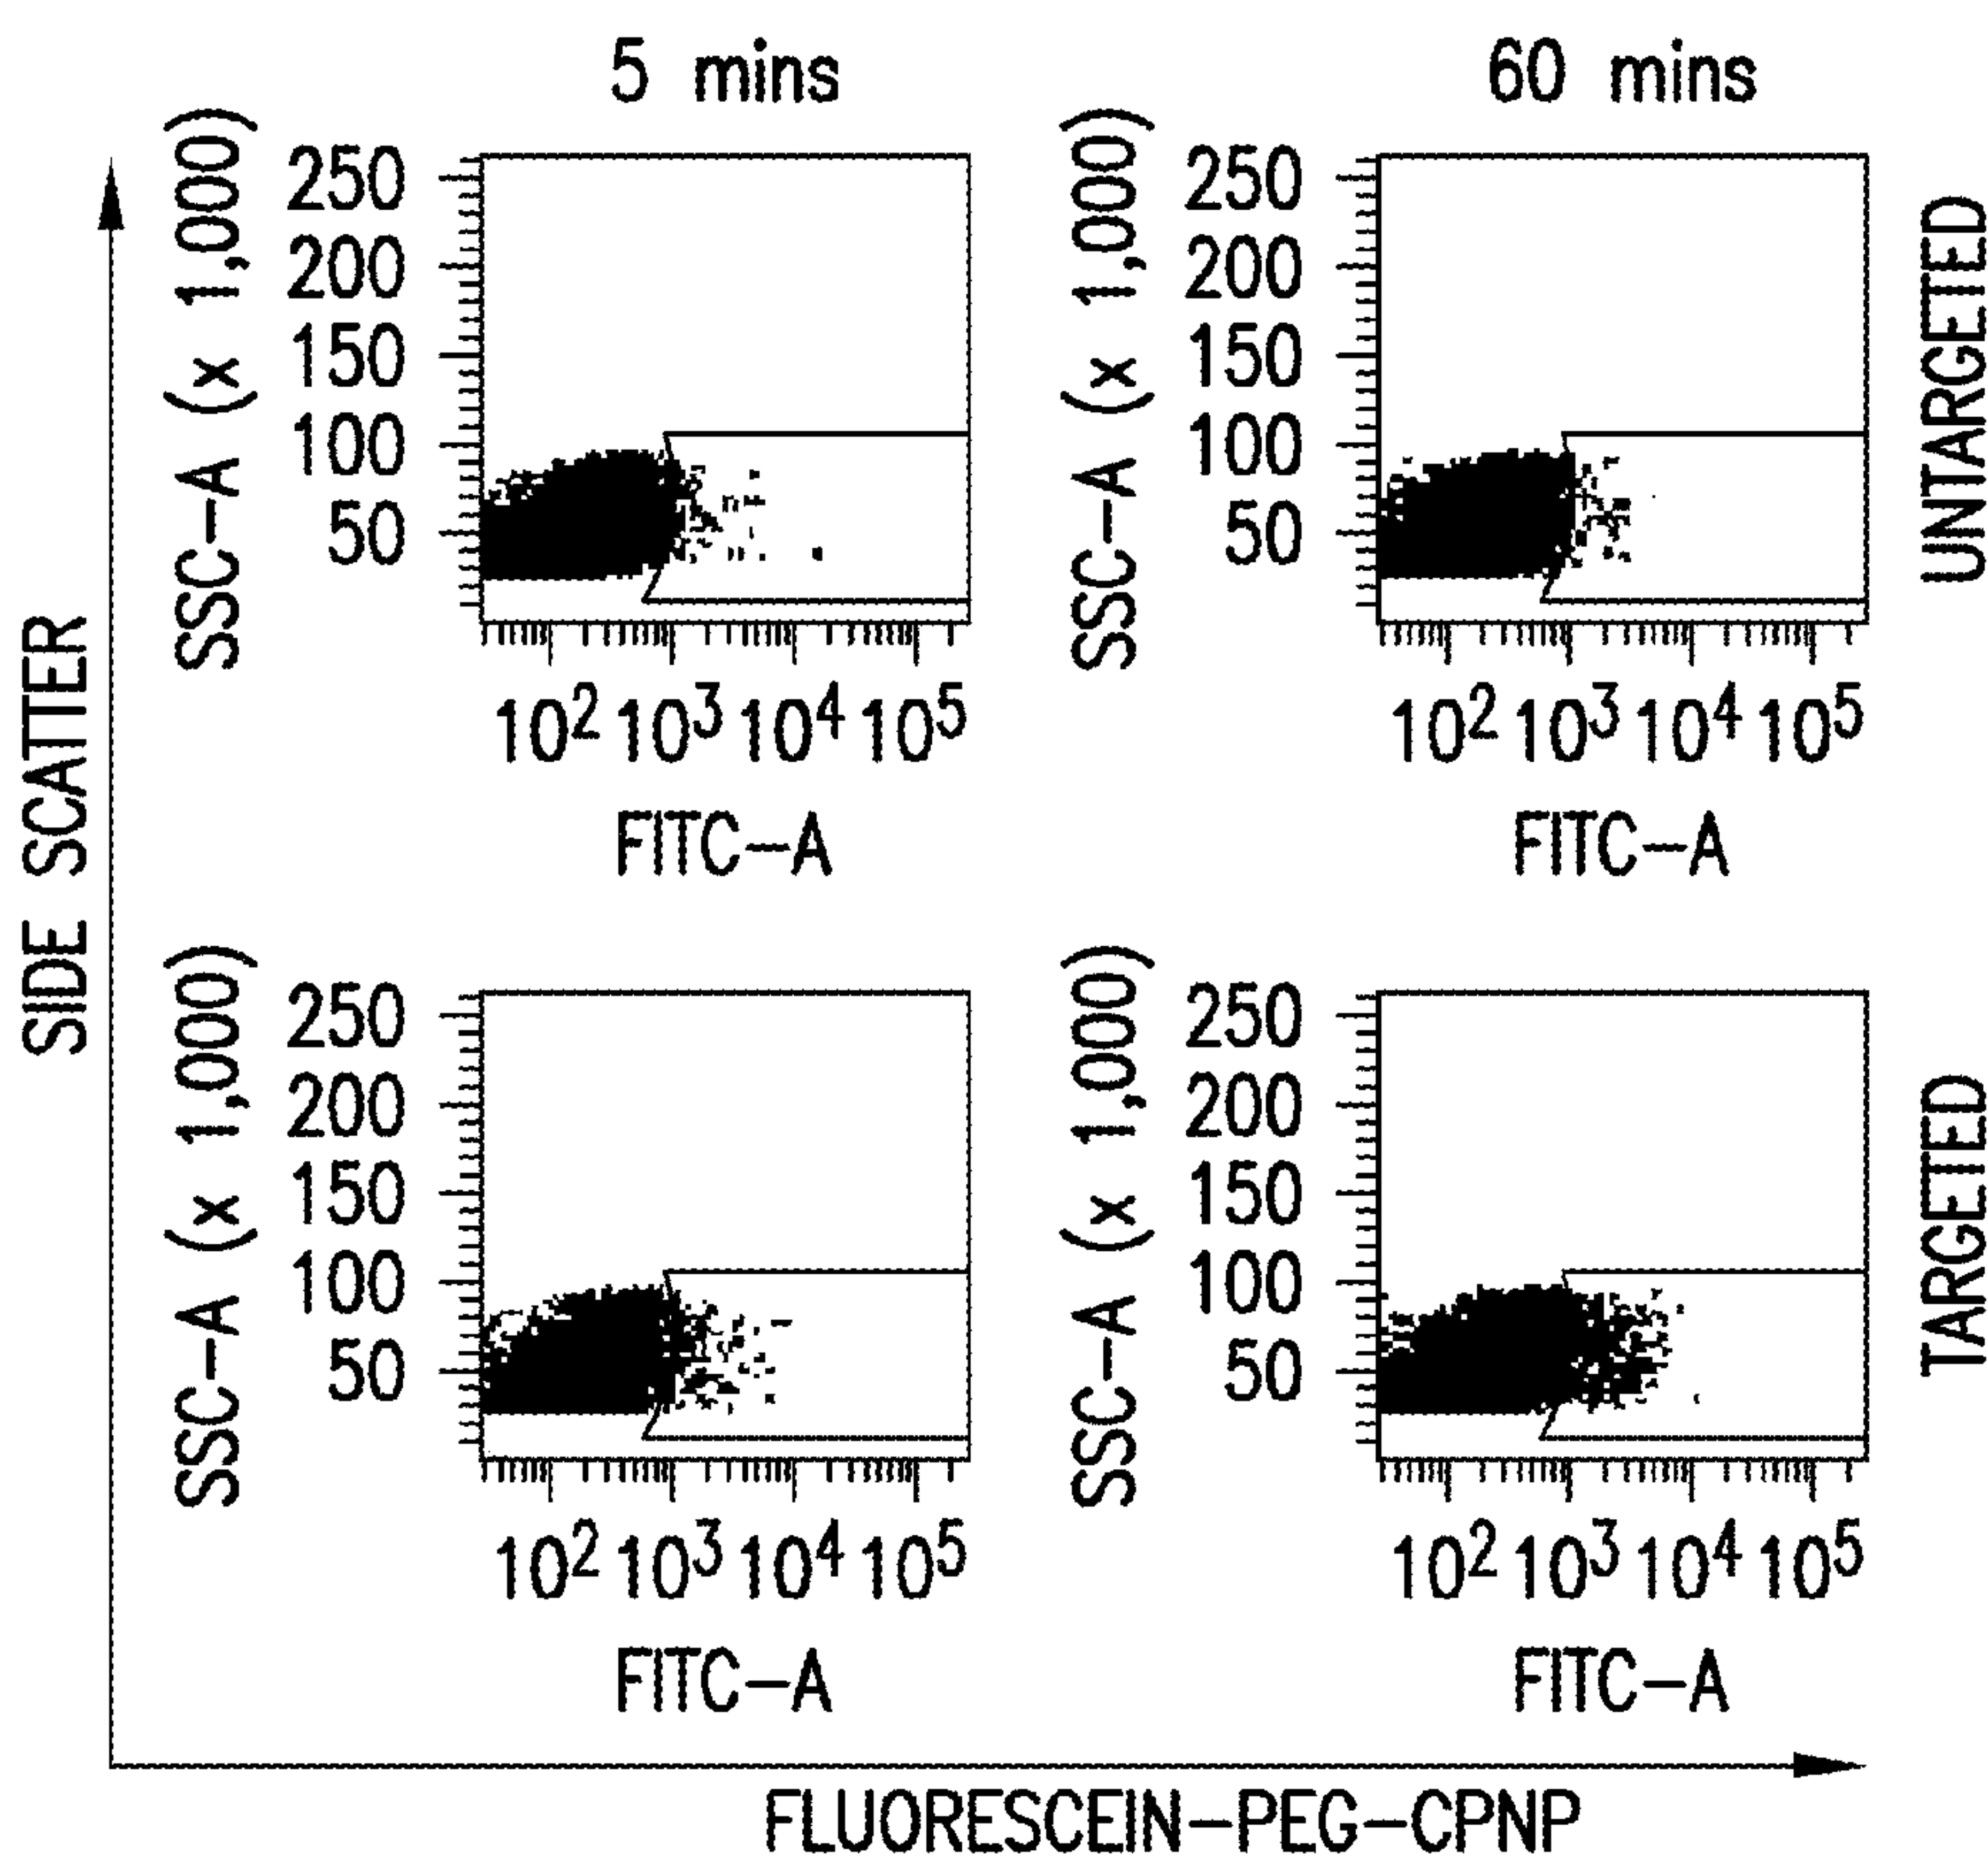 5 mins
60 mins
SIDE SCATTER
SSC-A (x 1,000)
250
200
150
100
50
10² 10³ 10⁴ 10⁵
FITC-A
SSC-A (x 1,000)
250
200
150
100
50
10² 10³ 10⁴ 10⁵
FITC-A
UNTARGETED
SSC-A (x 1,000)
250
200
150
100
50
10² 10³ 10⁴ 10⁵
FITC-A
SSC-A (x 1,000)
250
200
150
100
50
10² 10³ 10⁴ 10⁵
FITC-A
TARGETED
FLUORESCEIN-PEG-CPNP